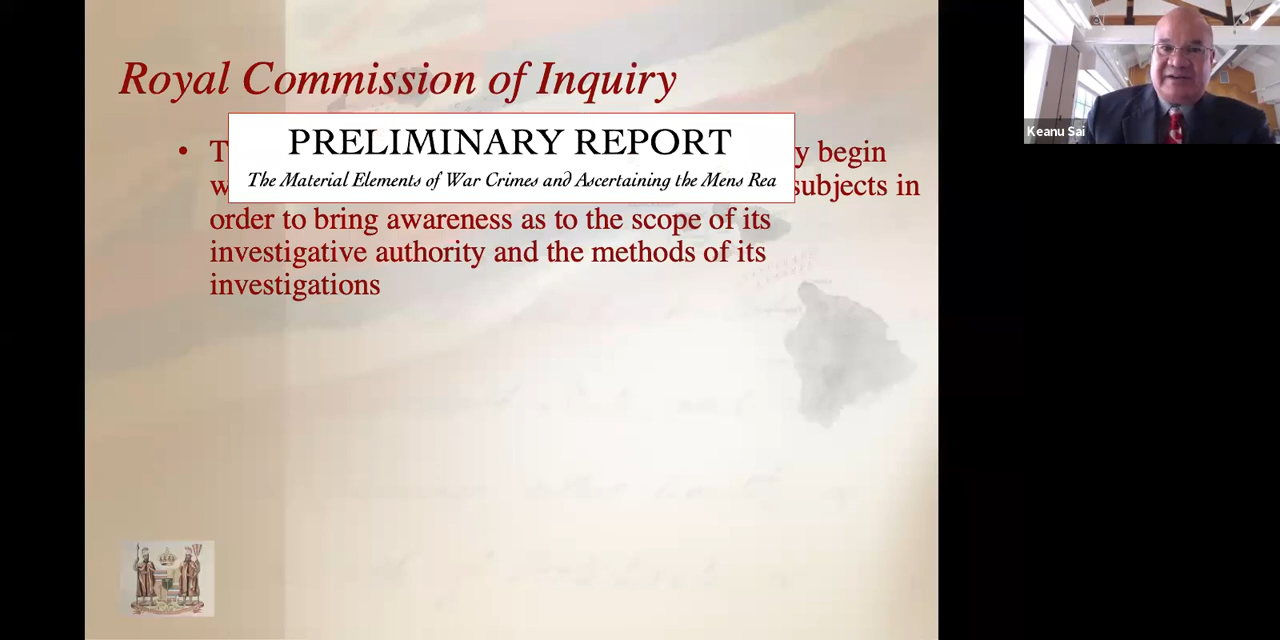 Royal Commission of Inquiry
PRELIMINARY REPORT
The Material Elements of War Crimes and Ascertaining the Mens Rea
• T y begin
w subjects in
order to bring awareness as to the scope of its
investigative authority and the methods of its
investigations
Keanu Sai